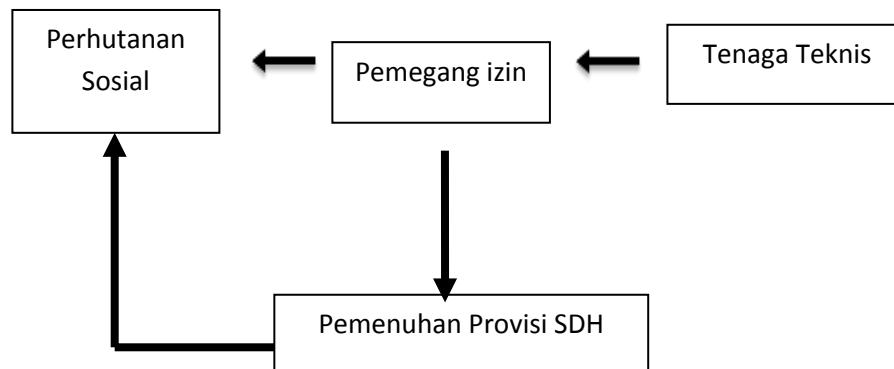 Perhutanan
Sosial
Pemegang izin
Tenaga Teknis
Pemenuhan Provisi SDH